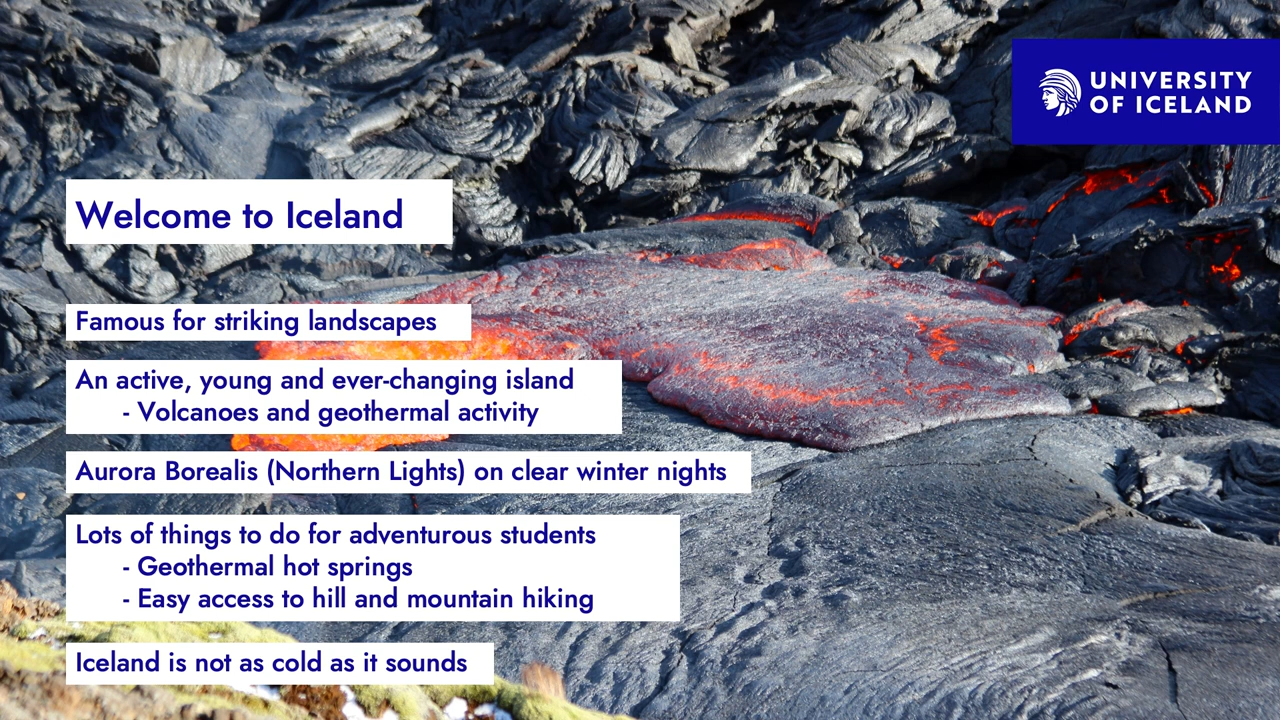 UNIVERSITY
OF ICELAND
Welcome to Iceland
Famous for striking landscapes
An active, young and ever-changing island
- Volcanoes and geothermal activity
Aurora Borealis (Northern Lights) on clear winter nights
Lots of things to do for adventurous students
- Geothermal hot springs
- Easy access to hill and mountain hiking
Iceland is not as cold as it sounds